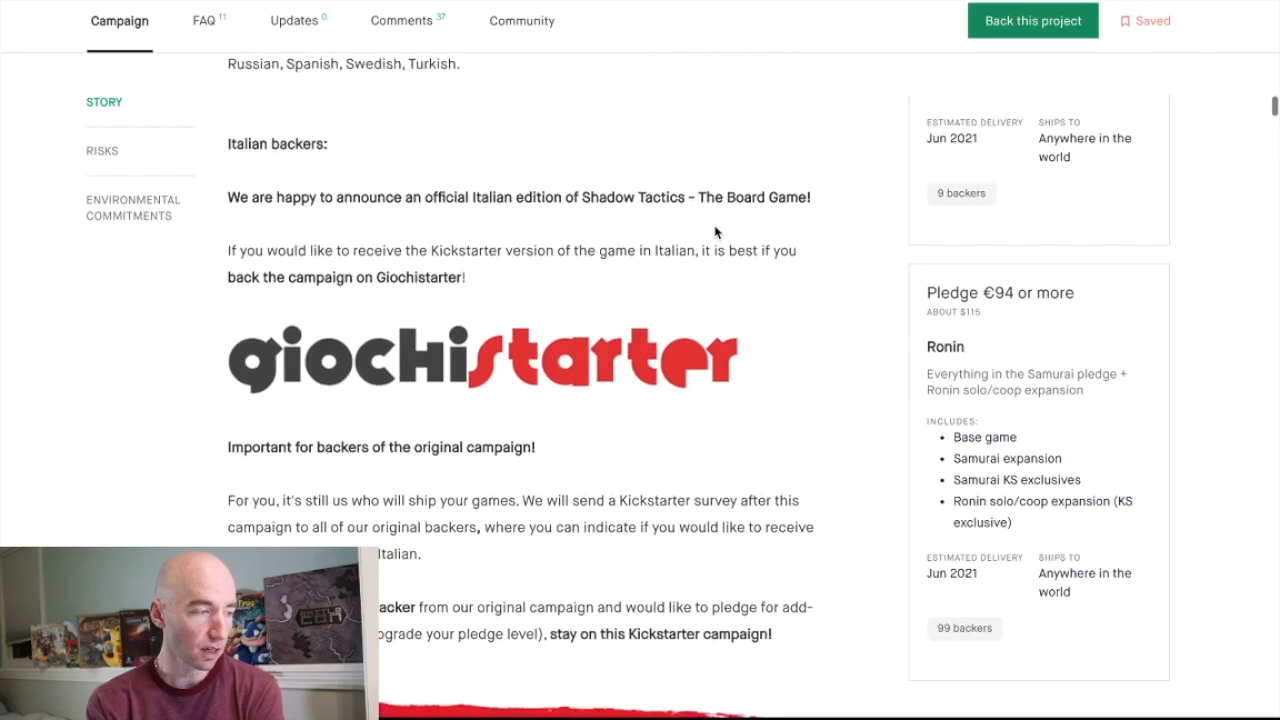 Campaign
FAQ 11
Updates 0
Comments 37
Community
Back this project
Saved
Russian, Spanish, Swedish, Turkish.
STORY
RISKS
ENVIRONMENTAL
COMMITMENTS
Italian backers:
We are happy to announce an official Italian edition of Shadow Tactics - The Board Game!
If you would like to receive the Kickstarter version of the game in Italian, it is best if you
back the campaign on Giochistarter!
giochistarter
Important for backers of the original campaign!
For you, it's still us who will ship your games. We will send a Kickstarter survey after this
campaign to all of our original backers, where you can indicate if you would like to receive
Italian.
acker from our original campaign and would like to pledge for add-
ograde your pledge level), stay on this Kickstarter campaign!
ESTIMATED DELIVERY
Jun 2021
SHIPS TO
Anywhere in the
world
9 backers
Pledge €94 or more
ABOUT $115
Ronin
Everything in the Samurai pledge +
Ronin solo/coop expansion
INCLUDES:
• Base game
• Samurai expansion
• Samurai KS exclusives
• Ronin solo/coop expansion (KS
exclusive)
ESTIMATED DELIVERY
Jun 2021
SHIPS TO
Anywhere in the
world
99 backers
BATTLE
CON